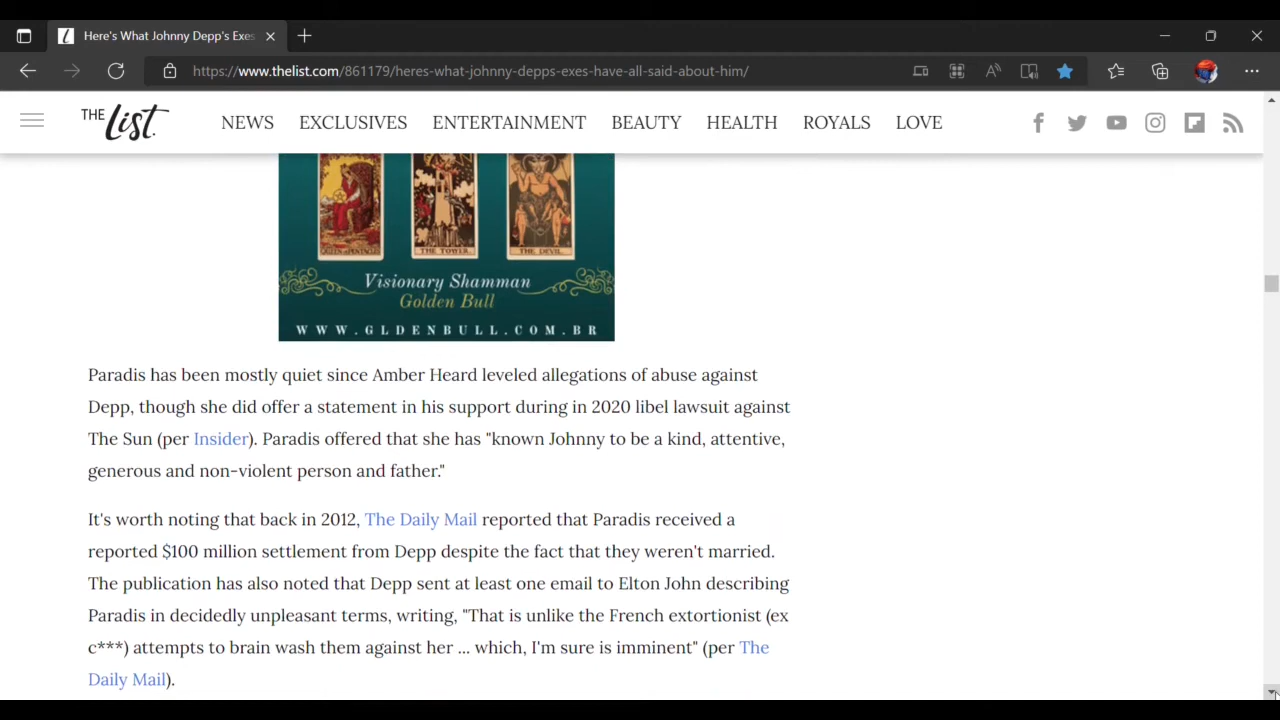 Here's What Johnny Depp's Exes
https://www.thelist.com/861179/heres-what-johnny-depps-exes-have-all-said-about-him/
THE List. NEWS EXCLUSIVES ENTERTAINMENT BEAUTY HEALTH ROYALS LOVE
QUEEN of PENTACLES THE TOWER. THE DEVIL
Visionary Shamman
Golden Bull
WWW.GLDENBULL.COM.BR
Paradis has been mostly quiet since Amber Heard leveled allegations of abuse against
Depp, though she did offer a statement in his support during in 2020 libel lawsuit against
The Sun (per Insider). Paradis offered that she has "known Johnny to be a kind, attentive,
generous and non-violent person and father."
It's worth noting that back in 2012, The Daily Mail reported that Paradis received a
reported $100 million settlement from Depp despite the fact that they weren't married.
The publication has also noted that Depp sent at least one email to Elton John describing
Paradis in decidedly unpleasant terms, writing, "That is unlike the French extortionist (ex
c***) attempts to brain wash them against her ... which, I'm sure is imminent" (per The
Daily Mail).